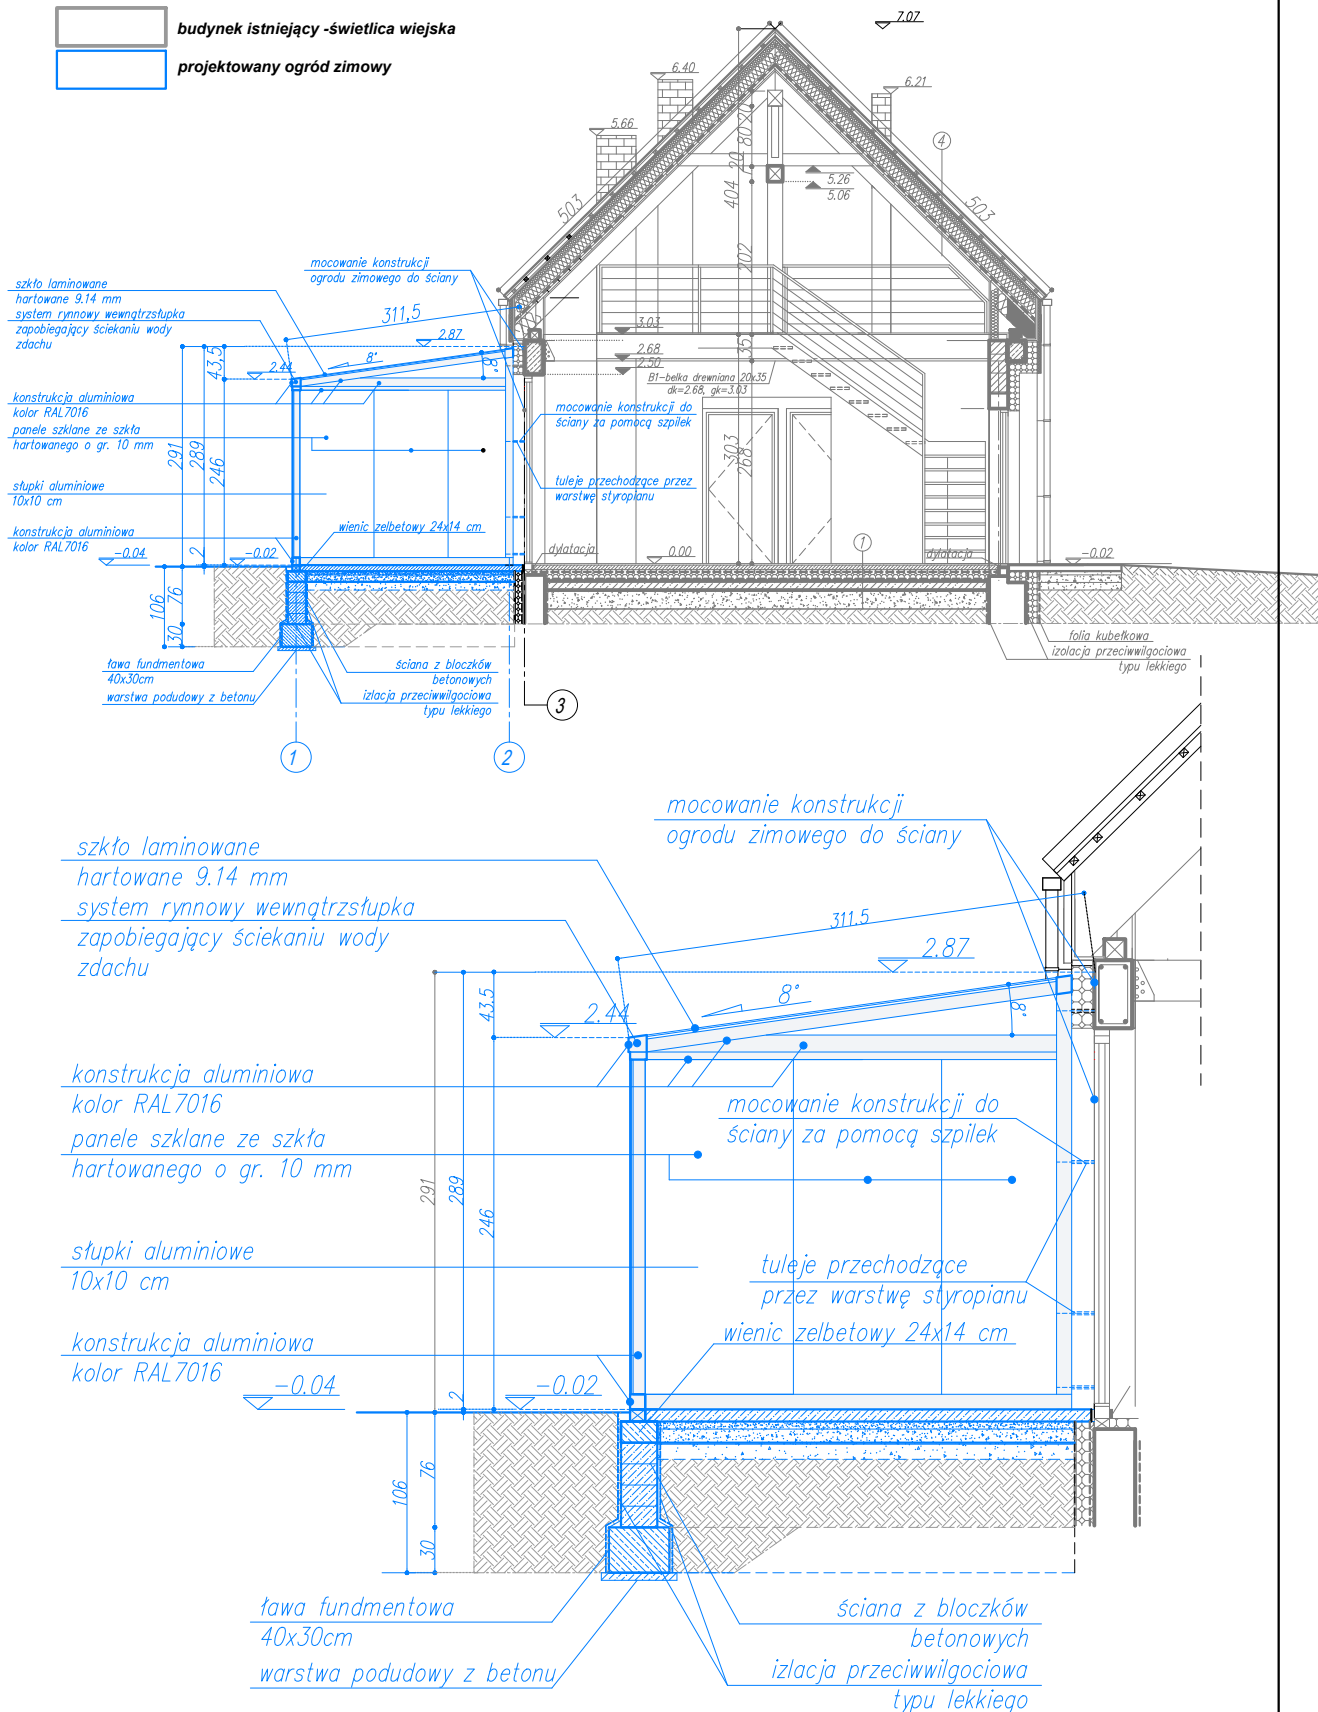 budynek istniejący -świetlica wiejska
projektowany ogród zimowy
7.07
6.40
6.21
5.66
4
20
80
20
404
5.26
5.06
503
503
202
mocowanie konstrukcji
ogrodu zimowego do ściany
szkło laminowane
hartowane 9.14 mm
system rynnowy wewnątrzsłupka
zapobiegający ściekaniu wody
zdachu
311,5
2.87
3.03
2.68
2.50
35
8°
8°
43,5
2.44
B1-belka drewniana 20x35
dk=2.68, gk=3.03
konstrukcja aluminiowa
kolor RAL7016
panele szklane ze szkła
hartowanego o gr. 10 mm
mocowanie konstrukcji do
ściany za pomocą szpilek
291
289
246
303
268
słupki aluminiowe
10x10 cm
tuleje przechodzące przez
warstwę styropianu
konstrukcja aluminiowa
kolor RAL7016
wienic zelbetowy 24x14 cm
-0.04
2
-0.02
dylatacja
0.00
1
dylatacja
-0.02
106
76
30
folia kubełkowa
izolacja przeciwwilgociowa
typu lekkiego
ława fundmentowa
40x30cm
warstwa podudowy z betonu
ściana z bloczków
betonowych
izlacja przeciwwilgociowa
typu lekkiego
3
1
2
mocowanie konstrukcji
ogrodu zimowego do ściany
szkło laminowane
hartowane 9.14 mm
system rynnowy wewnątrzsłupka
zapobiegający ściekaniu wody
zdachu
311,5
2.87
43,5
2.44
8°
8°
konstrukcja aluminiowa
kolor RAL7016
panele szklane ze szkła
hartowanego o gr. 10 mm
mocowanie konstrukcji do
ściany za pomocą szpilek
291
289
246
słupki aluminiowe
10x10 cm
tuleje przechodzące
przez warstwę styropianu
konstrukcja aluminiowa
kolor RAL7016
wienic zelbetowy 24x14 cm
-0.04
2
-0.02
106
76
30
ława fundmentowa
40x30cm
warstwa podudowy z betonu
ściana z bloczków
betonowych
izlacja przeciwwilgociowa
typu lekkiego